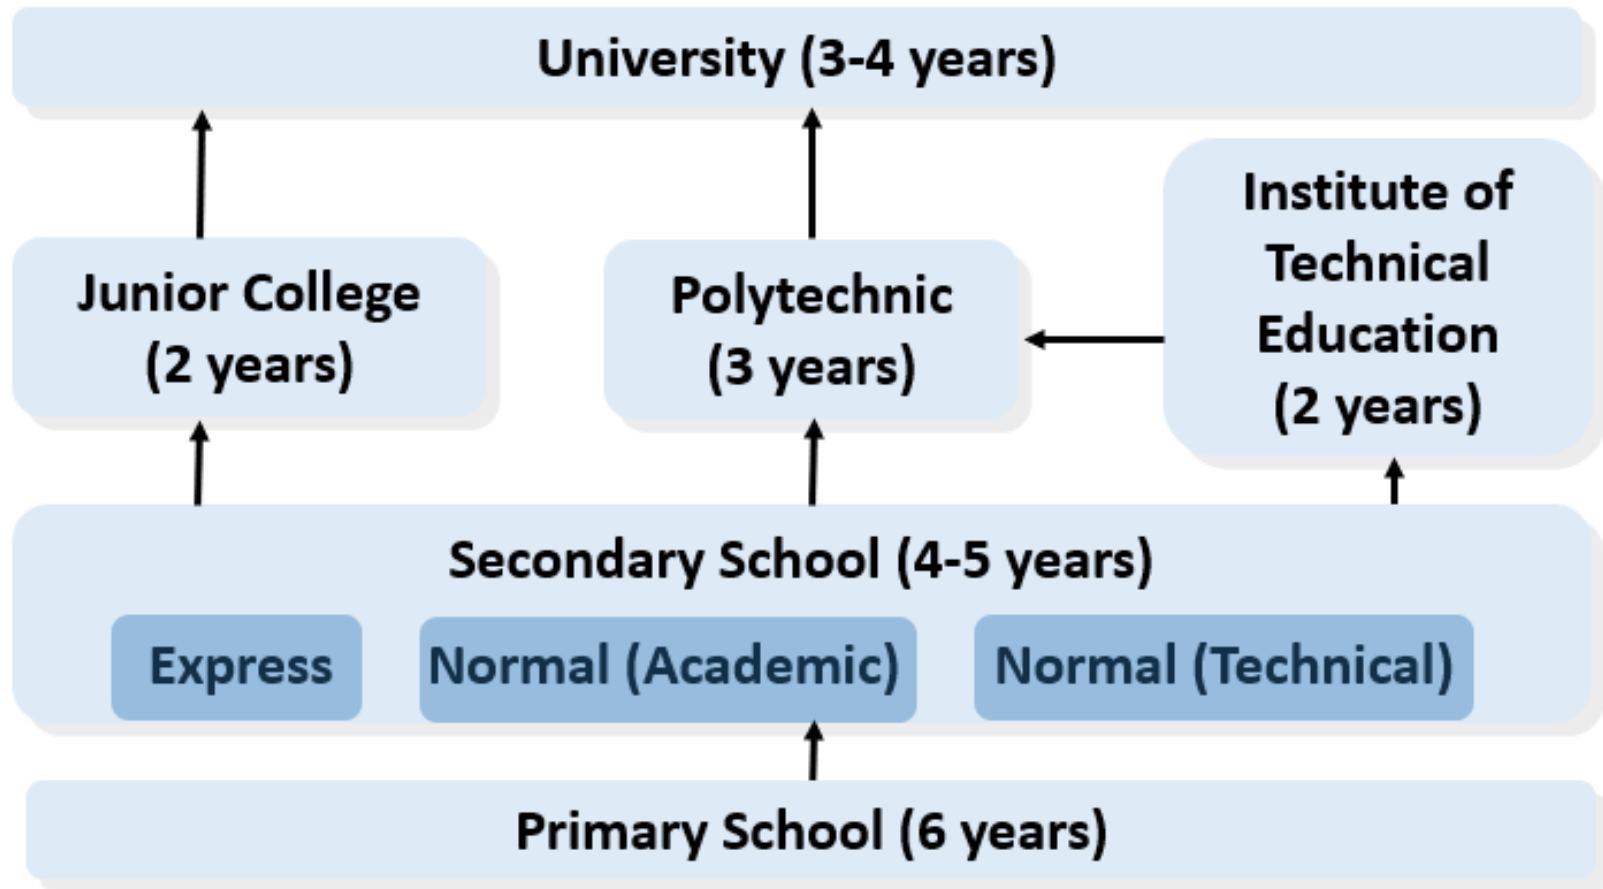 University (3-4 years)
Junior College
(2 years)
Polytechnic
(3 years)
Institute of
Technical
Education
(2 years)
Secondary School (4-5 years)
Express
Normal (Academic)
Normal (Technical)
Primary School (6 years)